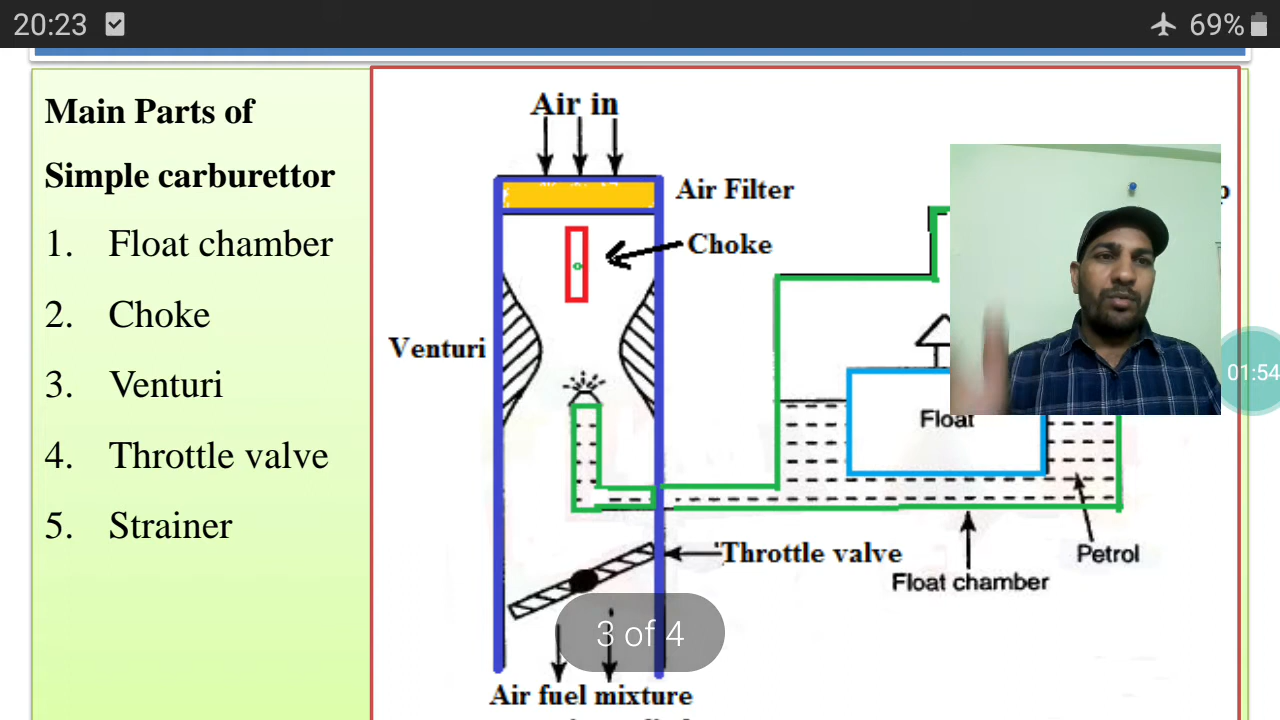 20:23
69%
Main Parts of
Simple carburettor
1. Float chamber
2. Choke
3. Venturi
4. Throttle valve
5. Strainer
Air in
Air Filter
Choke
Venturi
Float
Throttle valve
Petrol
Float chamber
Air fuel mixture
3 of 4
01:54